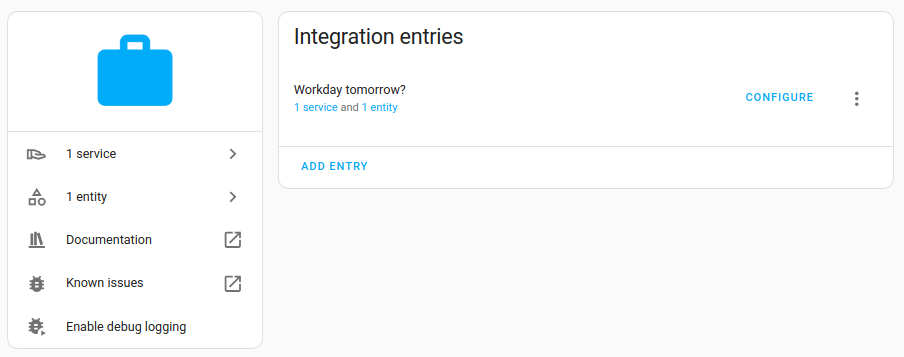 1 service
1 entity
Documentation
Known issues
Enable debug logging
Integration entries
Workday tomorrow?
1 service and 1 entity
CONFIGURE
ADD ENTRY